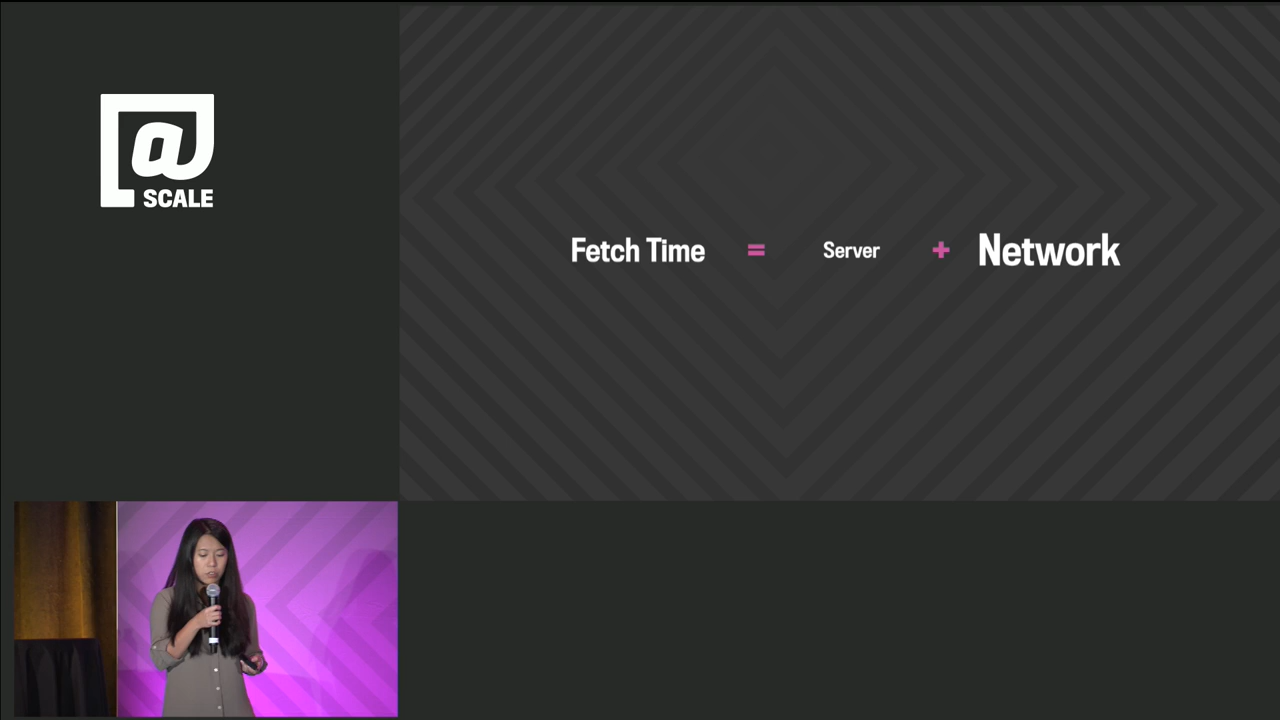 @
SCALE
Fetch Time = Server + Network